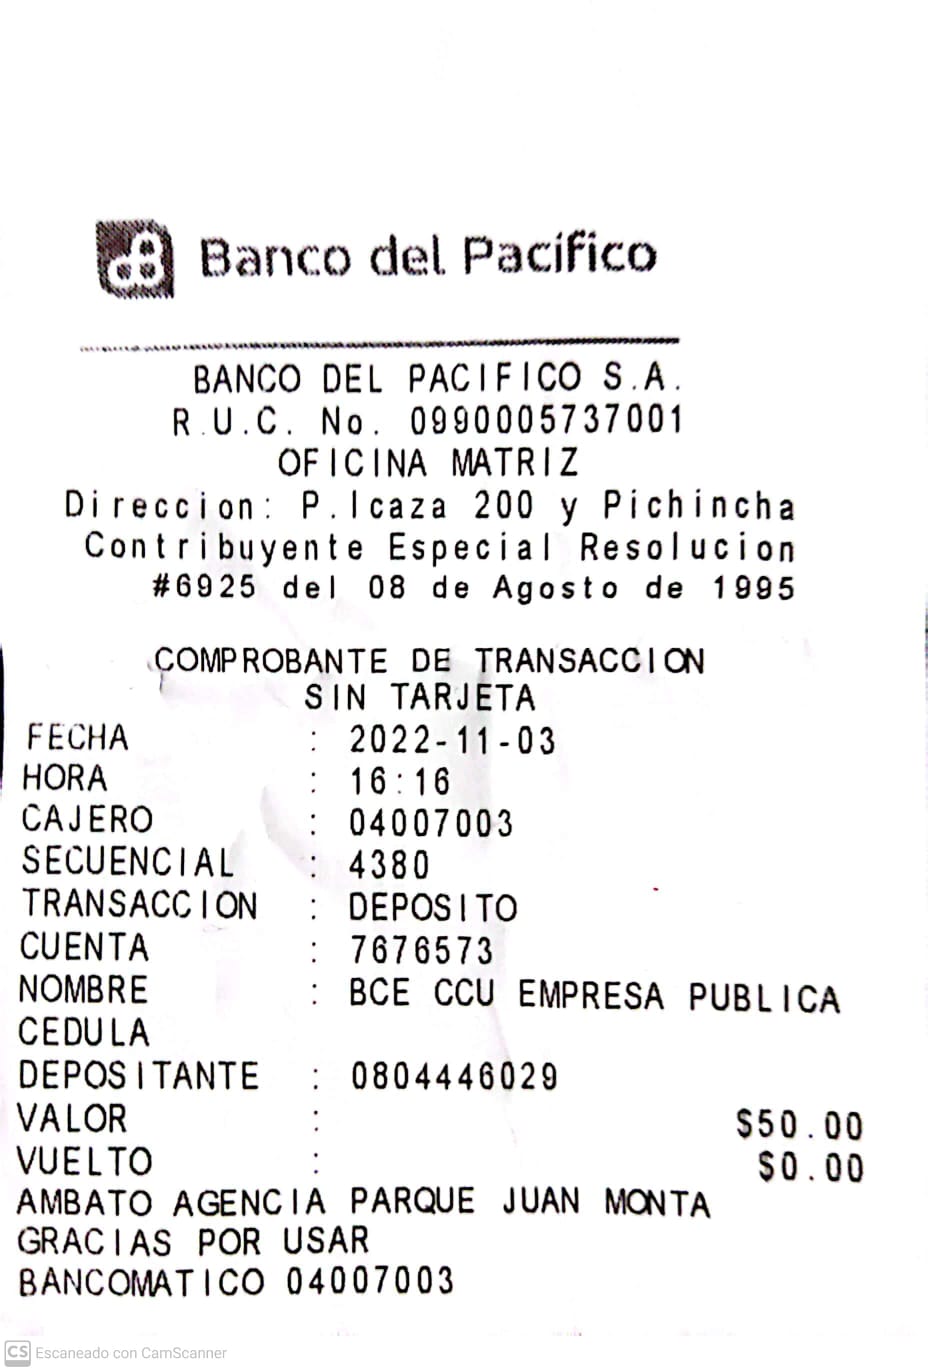 Banco del Pacífico
BANCO DEL PACIFICO S.A.
R.U.C. No. 0990005737001
OFICINA MATRIZ
Direccion: P.Icaza 200 y Pichincha
Contribuyente Especial Resolucion
#6925 del 08 de Agosto de 1995
COMPROBANTE DE TRANSACCION
SIN TARJETA
FECHA : 2022-11-03
HORA : 16:16
CAJERO : 04007003
SECUENCIAL : 4380
TRANSACCION : DEPOSITO
CUENTA : 7676573
NOMBRE : BCE CCU EMPRESA PUBLICA
CEDULA
DEPOSITANTE : 0804446029
VALOR : $50.00
VUELTO : $0.00
AMBATO AGENCIA PARQUE JUAN MONTA
GRACIAS POR USAR
BANCOMATICO 04007003
CS Escaneado con CamScanner